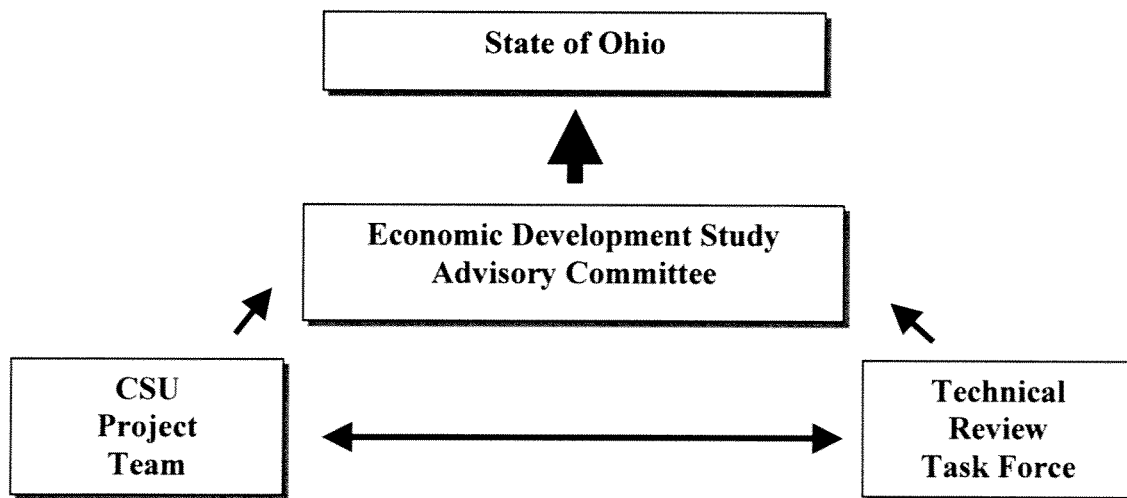 State of Ohio
Economic Development Study
Advisory Committee
CSU
Project
Team
Technical
Review
Task Force